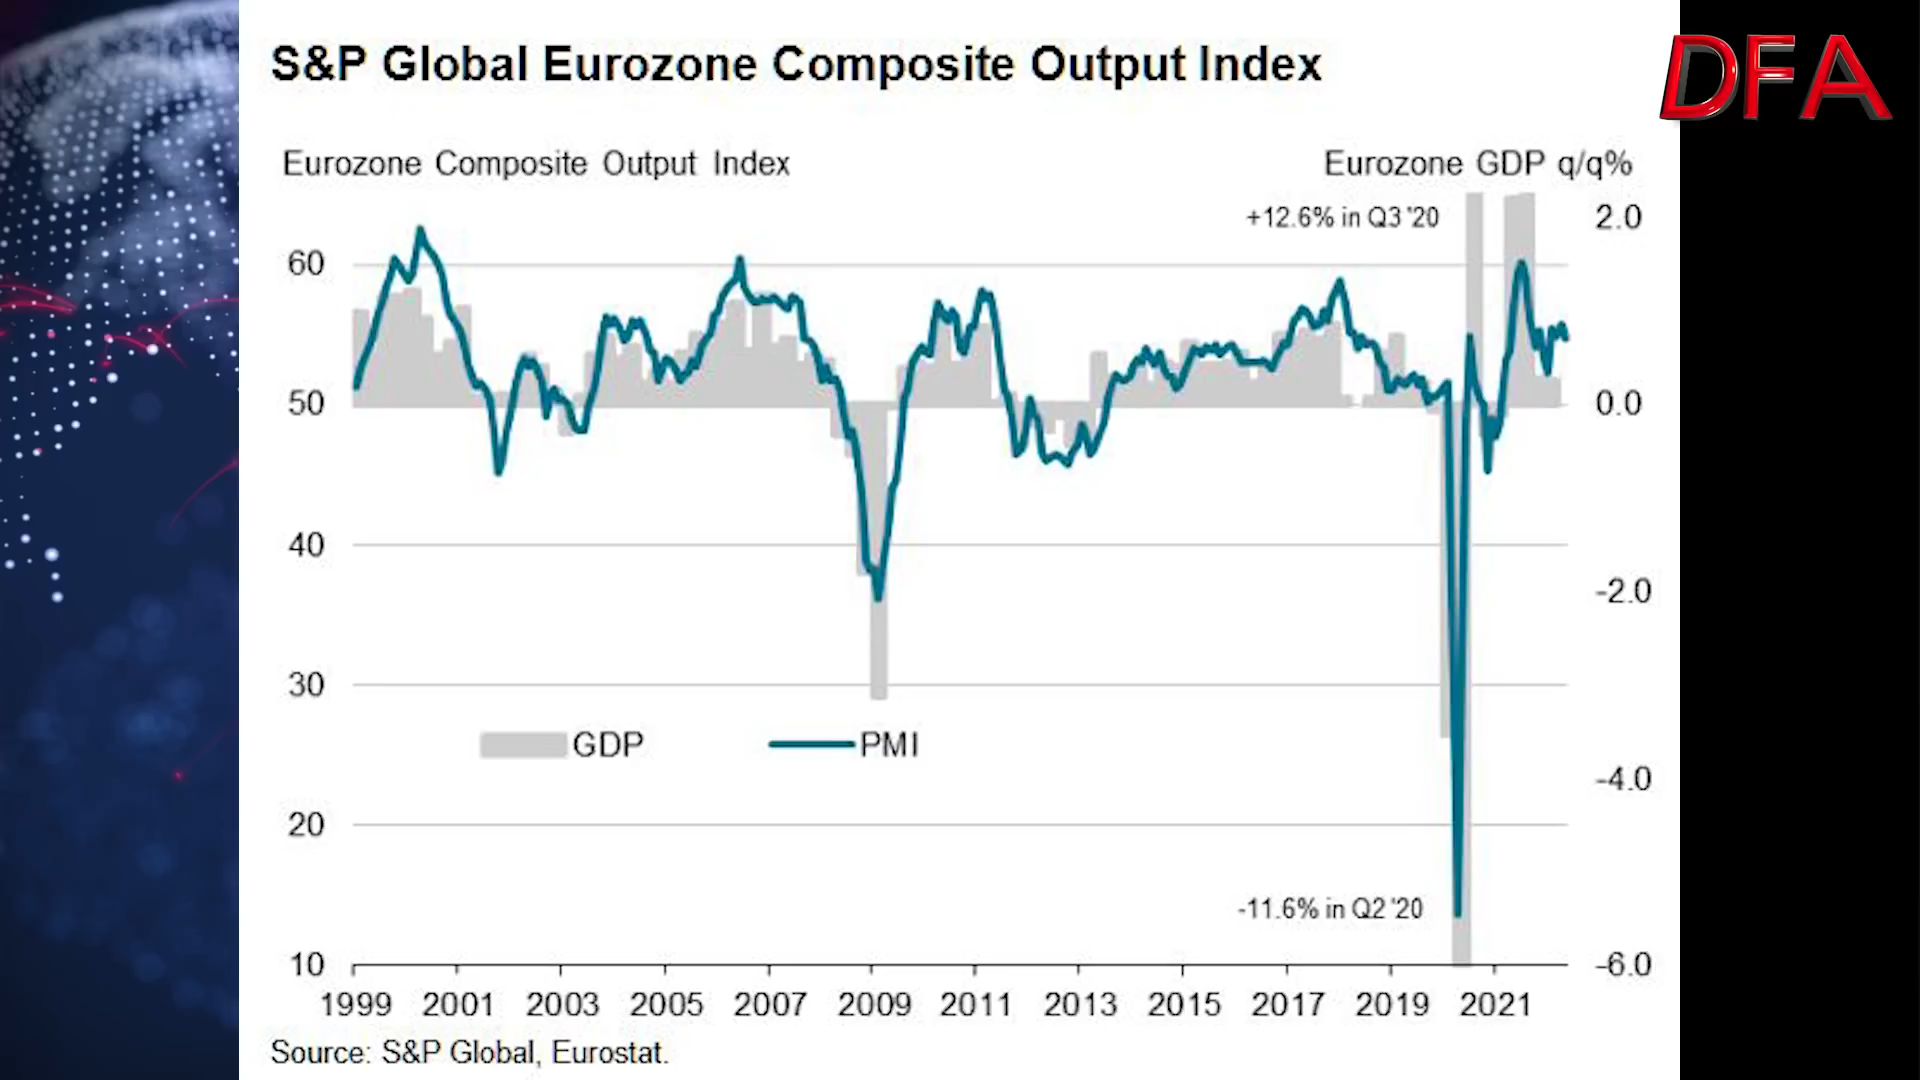 S&P Global Eurozone Composite Output Index
DFA
Eurozone Composite Output Index
Eurozone GDP q/q%
+12.6% in Q3 '20
2.0
60
50
0.0
40
-2.0
30
GDP
PMI
-4.0
20
-11.6% in Q2 '20
10
-6.0
1999 2001 2003 2005 2007 2009 2011 2013 2015 2017 2019 2021
Source: S&P Global, Eurostat.